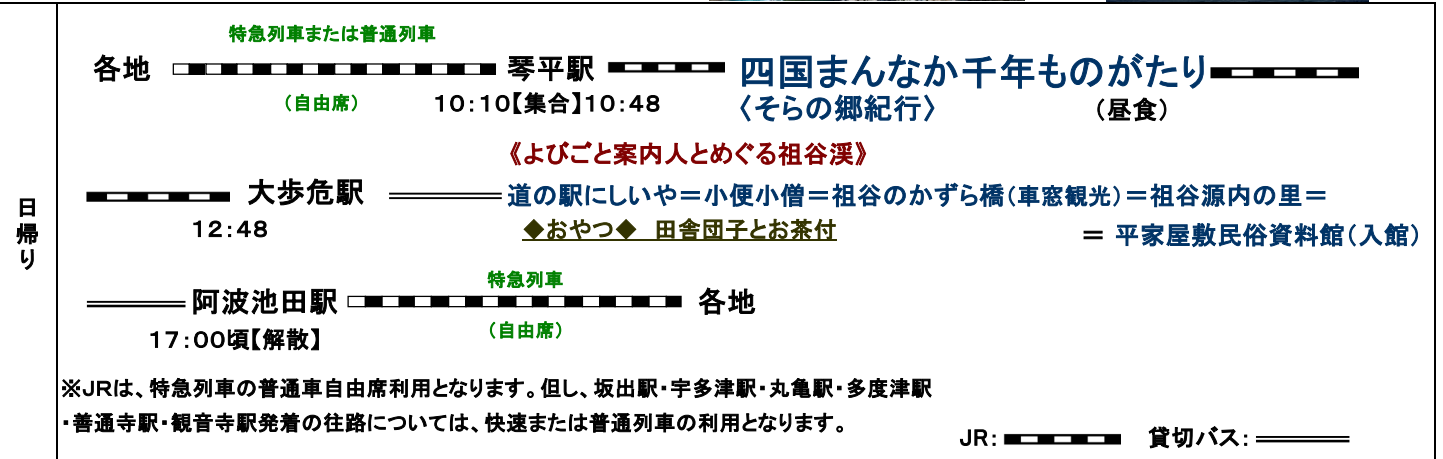 特急列車または普通列車
各地 琴平駅 四国まんなか千年ものがたり
(自由席) 10:10【集合】10:48 〈そらの郷紀行〉 (昼食)
《よびごと案内人とめぐる祖谷渓》
大歩危駅 道の駅にしいや=小便小僧=祖谷のかずら橋(車窓観光)=祖谷源内の里=
12:48 ◆おやつ◆ 田舎団子とお茶付 = 平家屋敷民俗資料館(入館)
日帰り
特急列車
阿波池田駅 各地
17:00頃【解散】 (自由席)
※JRは、特急列車の普通車自由席利用となります。但し、坂出駅・宇多津駅・丸亀駅・多度津駅
・善通寺駅・観音寺駅発着の往路については、快速または普通列車の利用となります。
JR: 貸切バス: